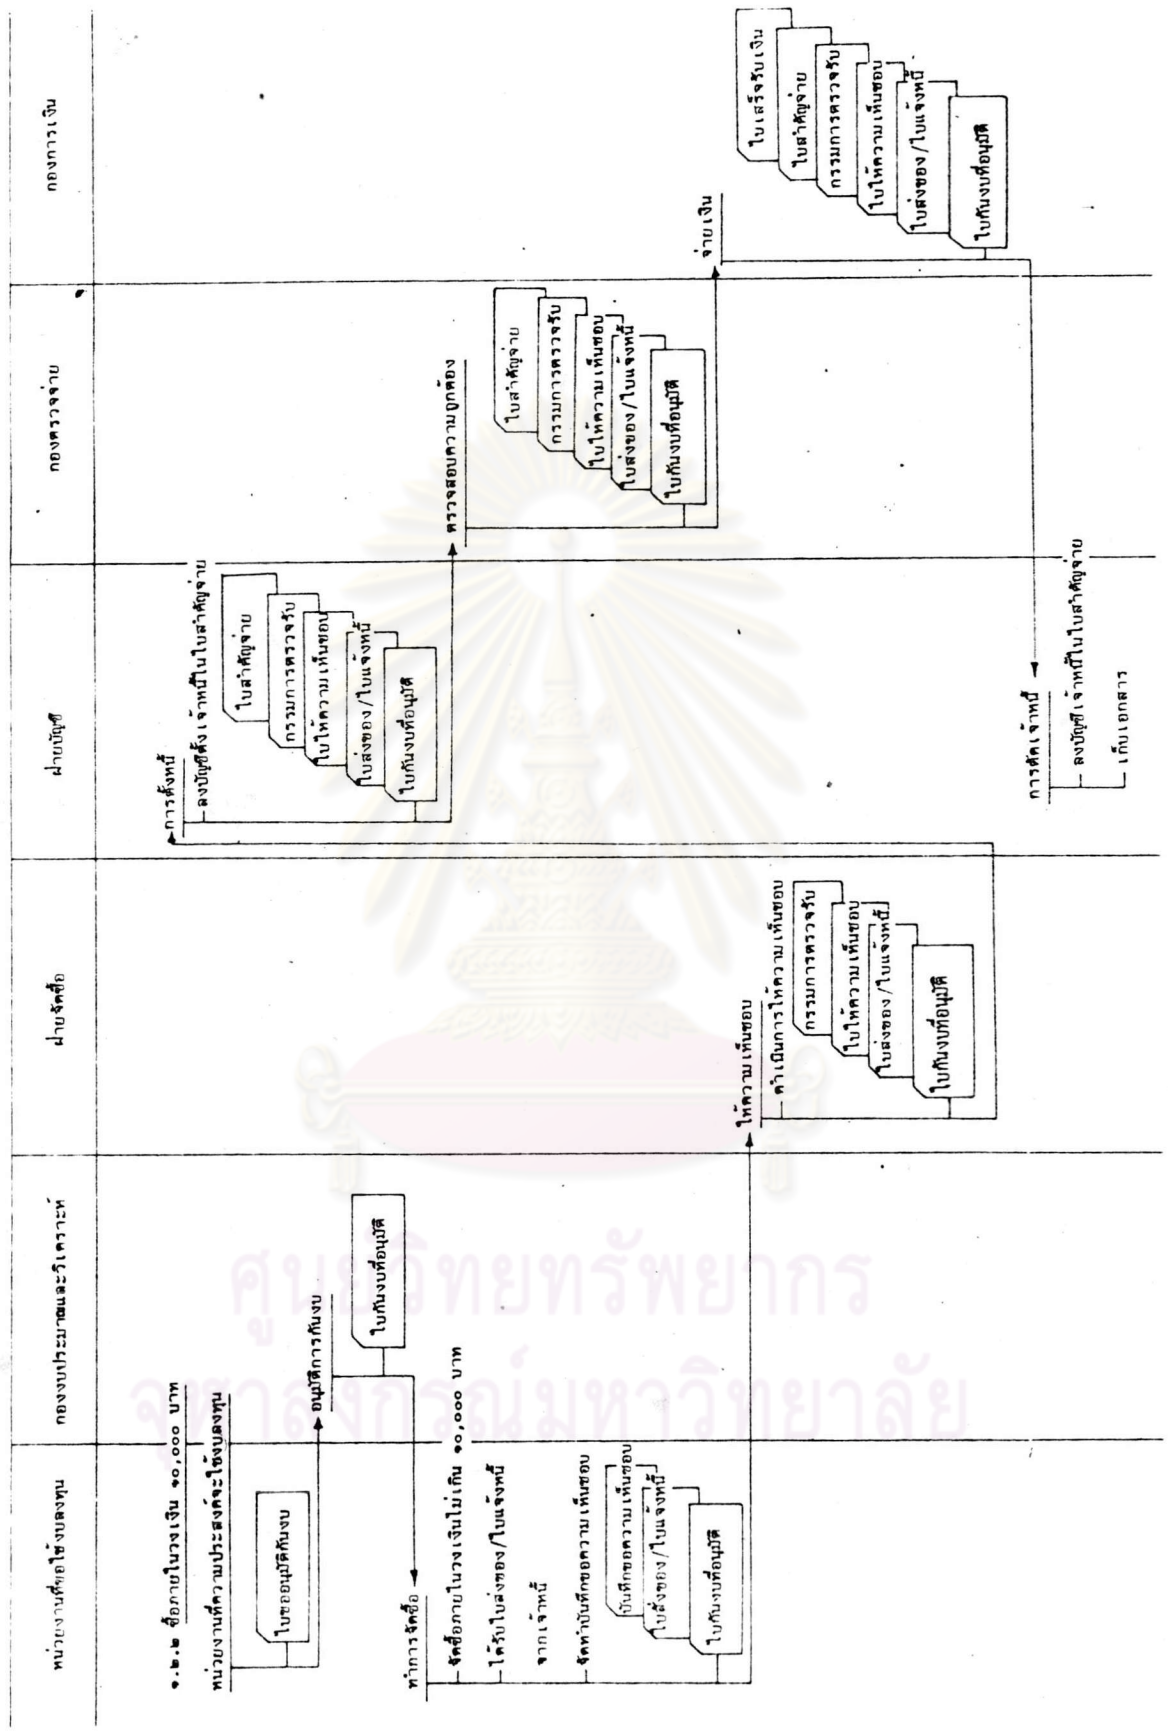 หน่วยงานที่ขอใช้งบลงทุน
กองงบประมาณและวิเคราะห์
ฝ่ายจัดซื้อ
ฝ่ายบัญชี
กองตรวจจ่าย
กองการเงิน
๑.๒.๒ ซื้อภายในวงเงิน ๑๐,๐๐๐ บาท
หน่วยงานที่ความประสงค์จะใช้งบลงทุน
ใบขออนุมัติกันงบ
อนุมัติการกันงบ
ใบกันงบที่อนุมัติ
ทำการจัดซื้อ
จัดซื้อภายในวงเงินไม่เกิน ๑๐,๐๐๐ บาท
ได้รับใบส่งของ/ใบแจ้งหนี้
จากเจ้าหนี้
จัดทำบันทึกขอความเห็นชอบ
บันทึกขอความเห็นชอบ
ใบสั่งของ/ใบแจ้งหนี้
ใบกันงบที่อนุมัติ
ให้ความเห็นชอบ
ดำเนินการให้ความเห็นชอบ
กรรมการตรวจรับ
ใบให้ความเห็นชอบ
ใบส่งของ/ใบแจ้งหนี้
ใบกันงบที่อนุมัติ
การตั้งหนี้
ลงบัญชีตั้งเจ้าหนี้ในใบสำคัญจ่าย
ใบสำคัญจ่าย
กรรมการตรวจรับ
ใบให้ความเห็นชอบ
ใบส่งของ/ใบแจ้งหนี้
ใบกันงบที่อนุมัติ
ตรวจสอบความถูกต้อง
ใบสำคัญจ่าย
กรรมการตรวจรับ
ใบให้ความเห็นชอบ
ใบส่งของ/ใบแจ้งหนี้
ใบกันงบที่อนุมัติ
จ่ายเงิน
ใบเสร็จรับเงิน
ใบสำคัญจ่าย
กรรมการตรวจรับ
ใบให้ความเห็นชอบ
ใบส่งของ/ใบแจ้งหนี้
ใบกันงบที่อนุมัติ
การตัดเจ้าหนี้
ลงบัญชีเจ้าหนี้ในใบสำคัญจ่าย
เก็บเอกสาร
ศูนย์วิทยทรัพยากร
จุฬาลงกรณ์มหาวิทยาลัย